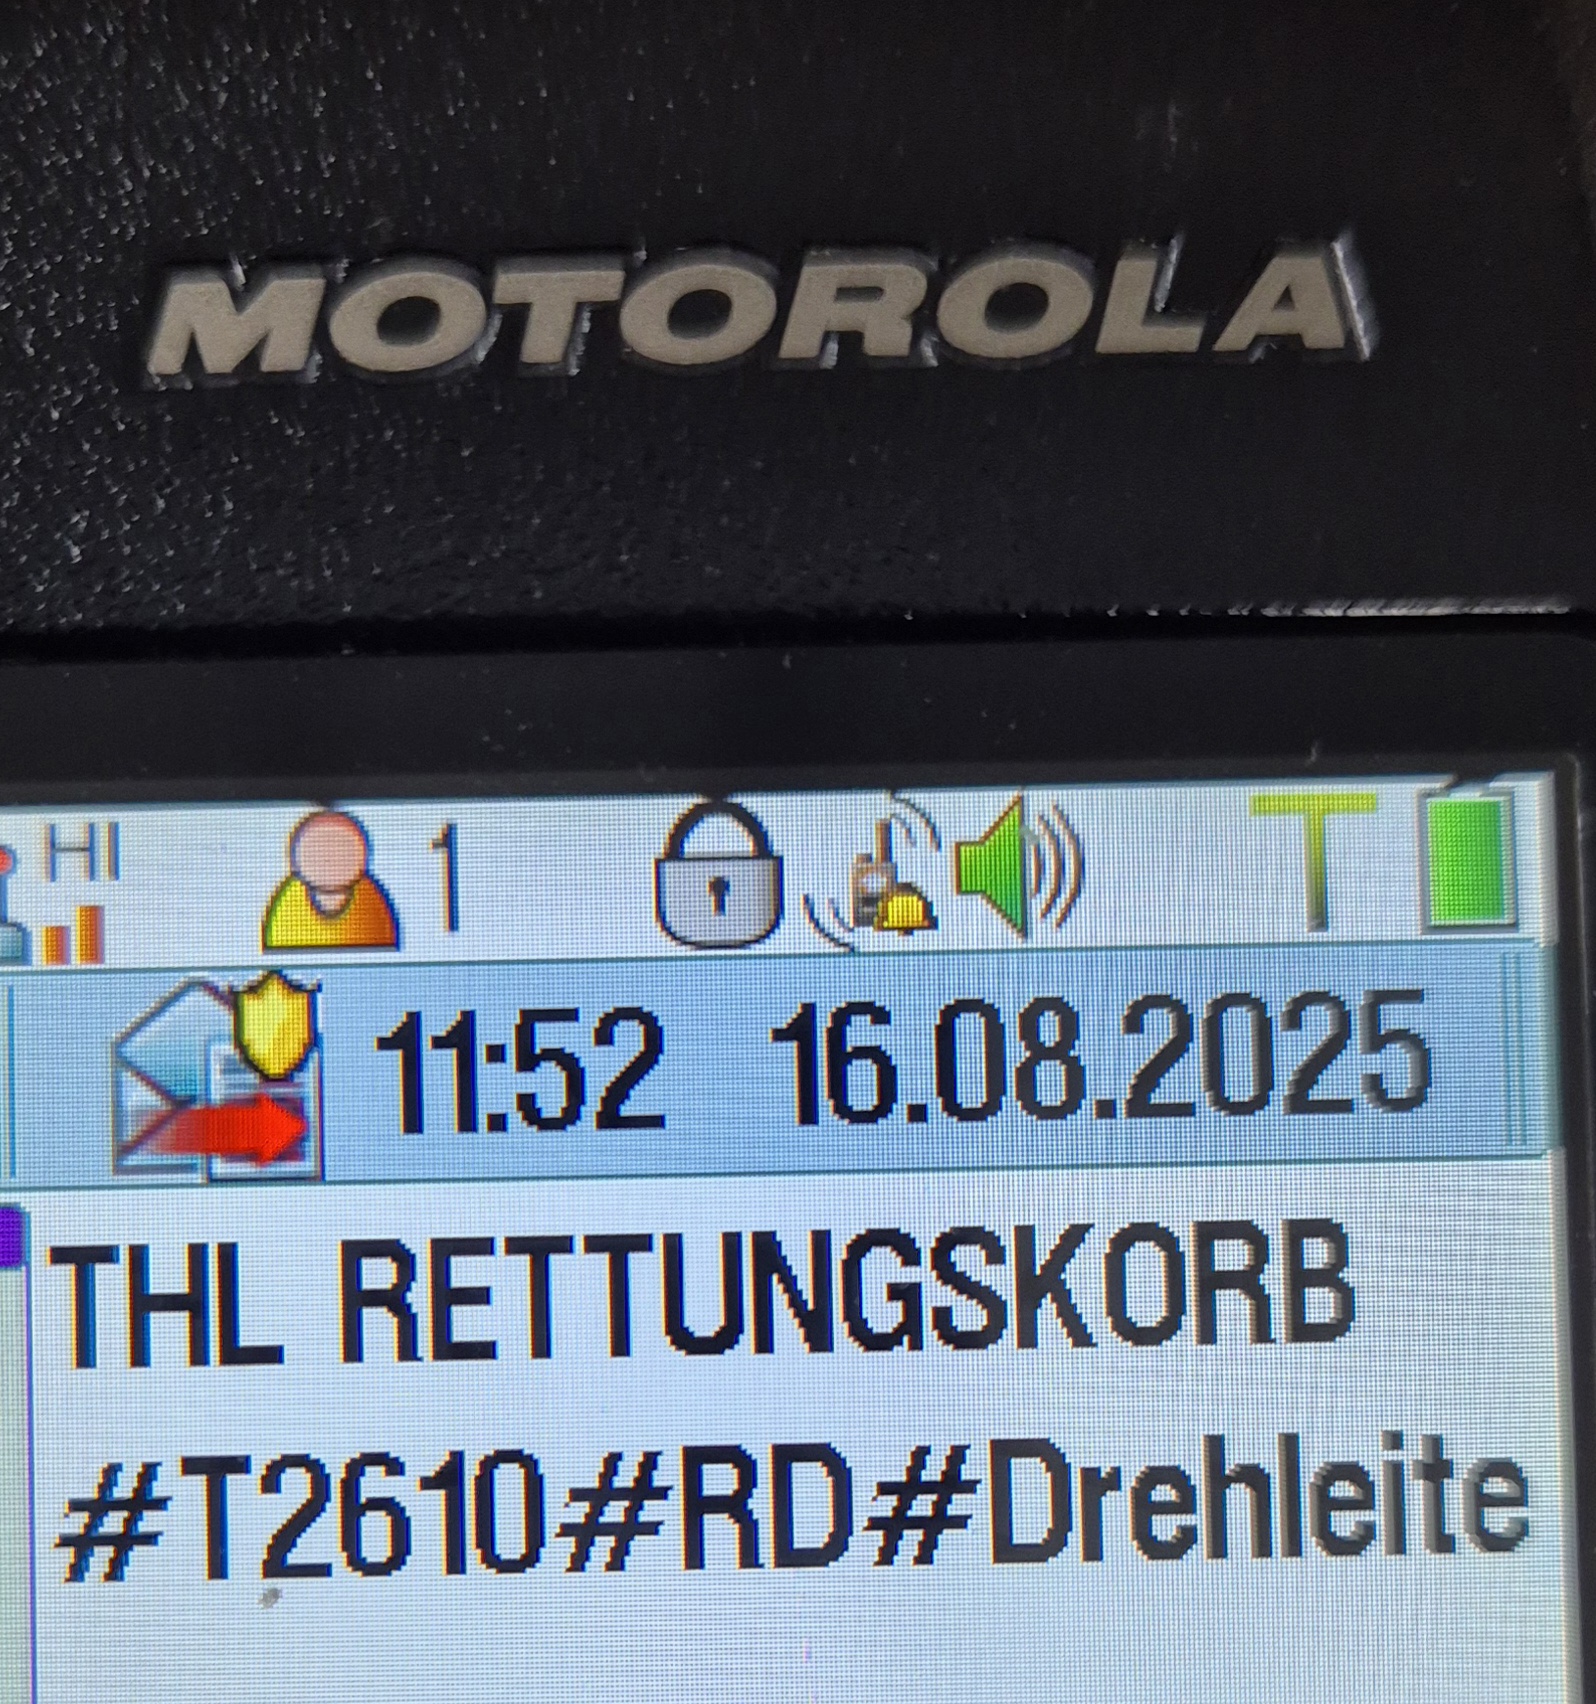 MOTOROLA
HI 1 T
11:52 16.08.2025
THL RETTUNGSKORB
#T2610#RD#Drehleite